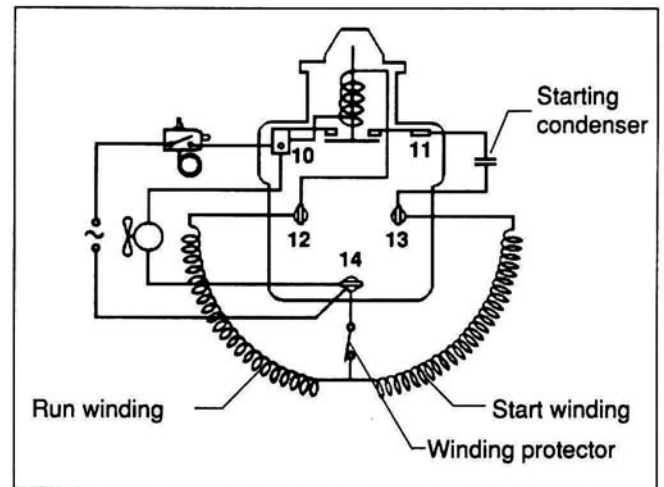 Starting
condenser
10
11
12
13
14
~
Run winding
Start winding
Winding protector